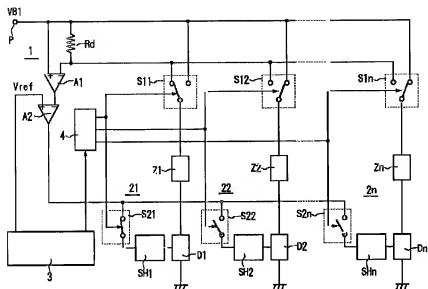 VB1
P
1
Rd
A1
S11
S12
S1n
Vref
A2
4
Z1
Z2
Zn
21
22
2n
S21
S22
S2n
3
SH1
D1
SH2
D2
SHn
Dn